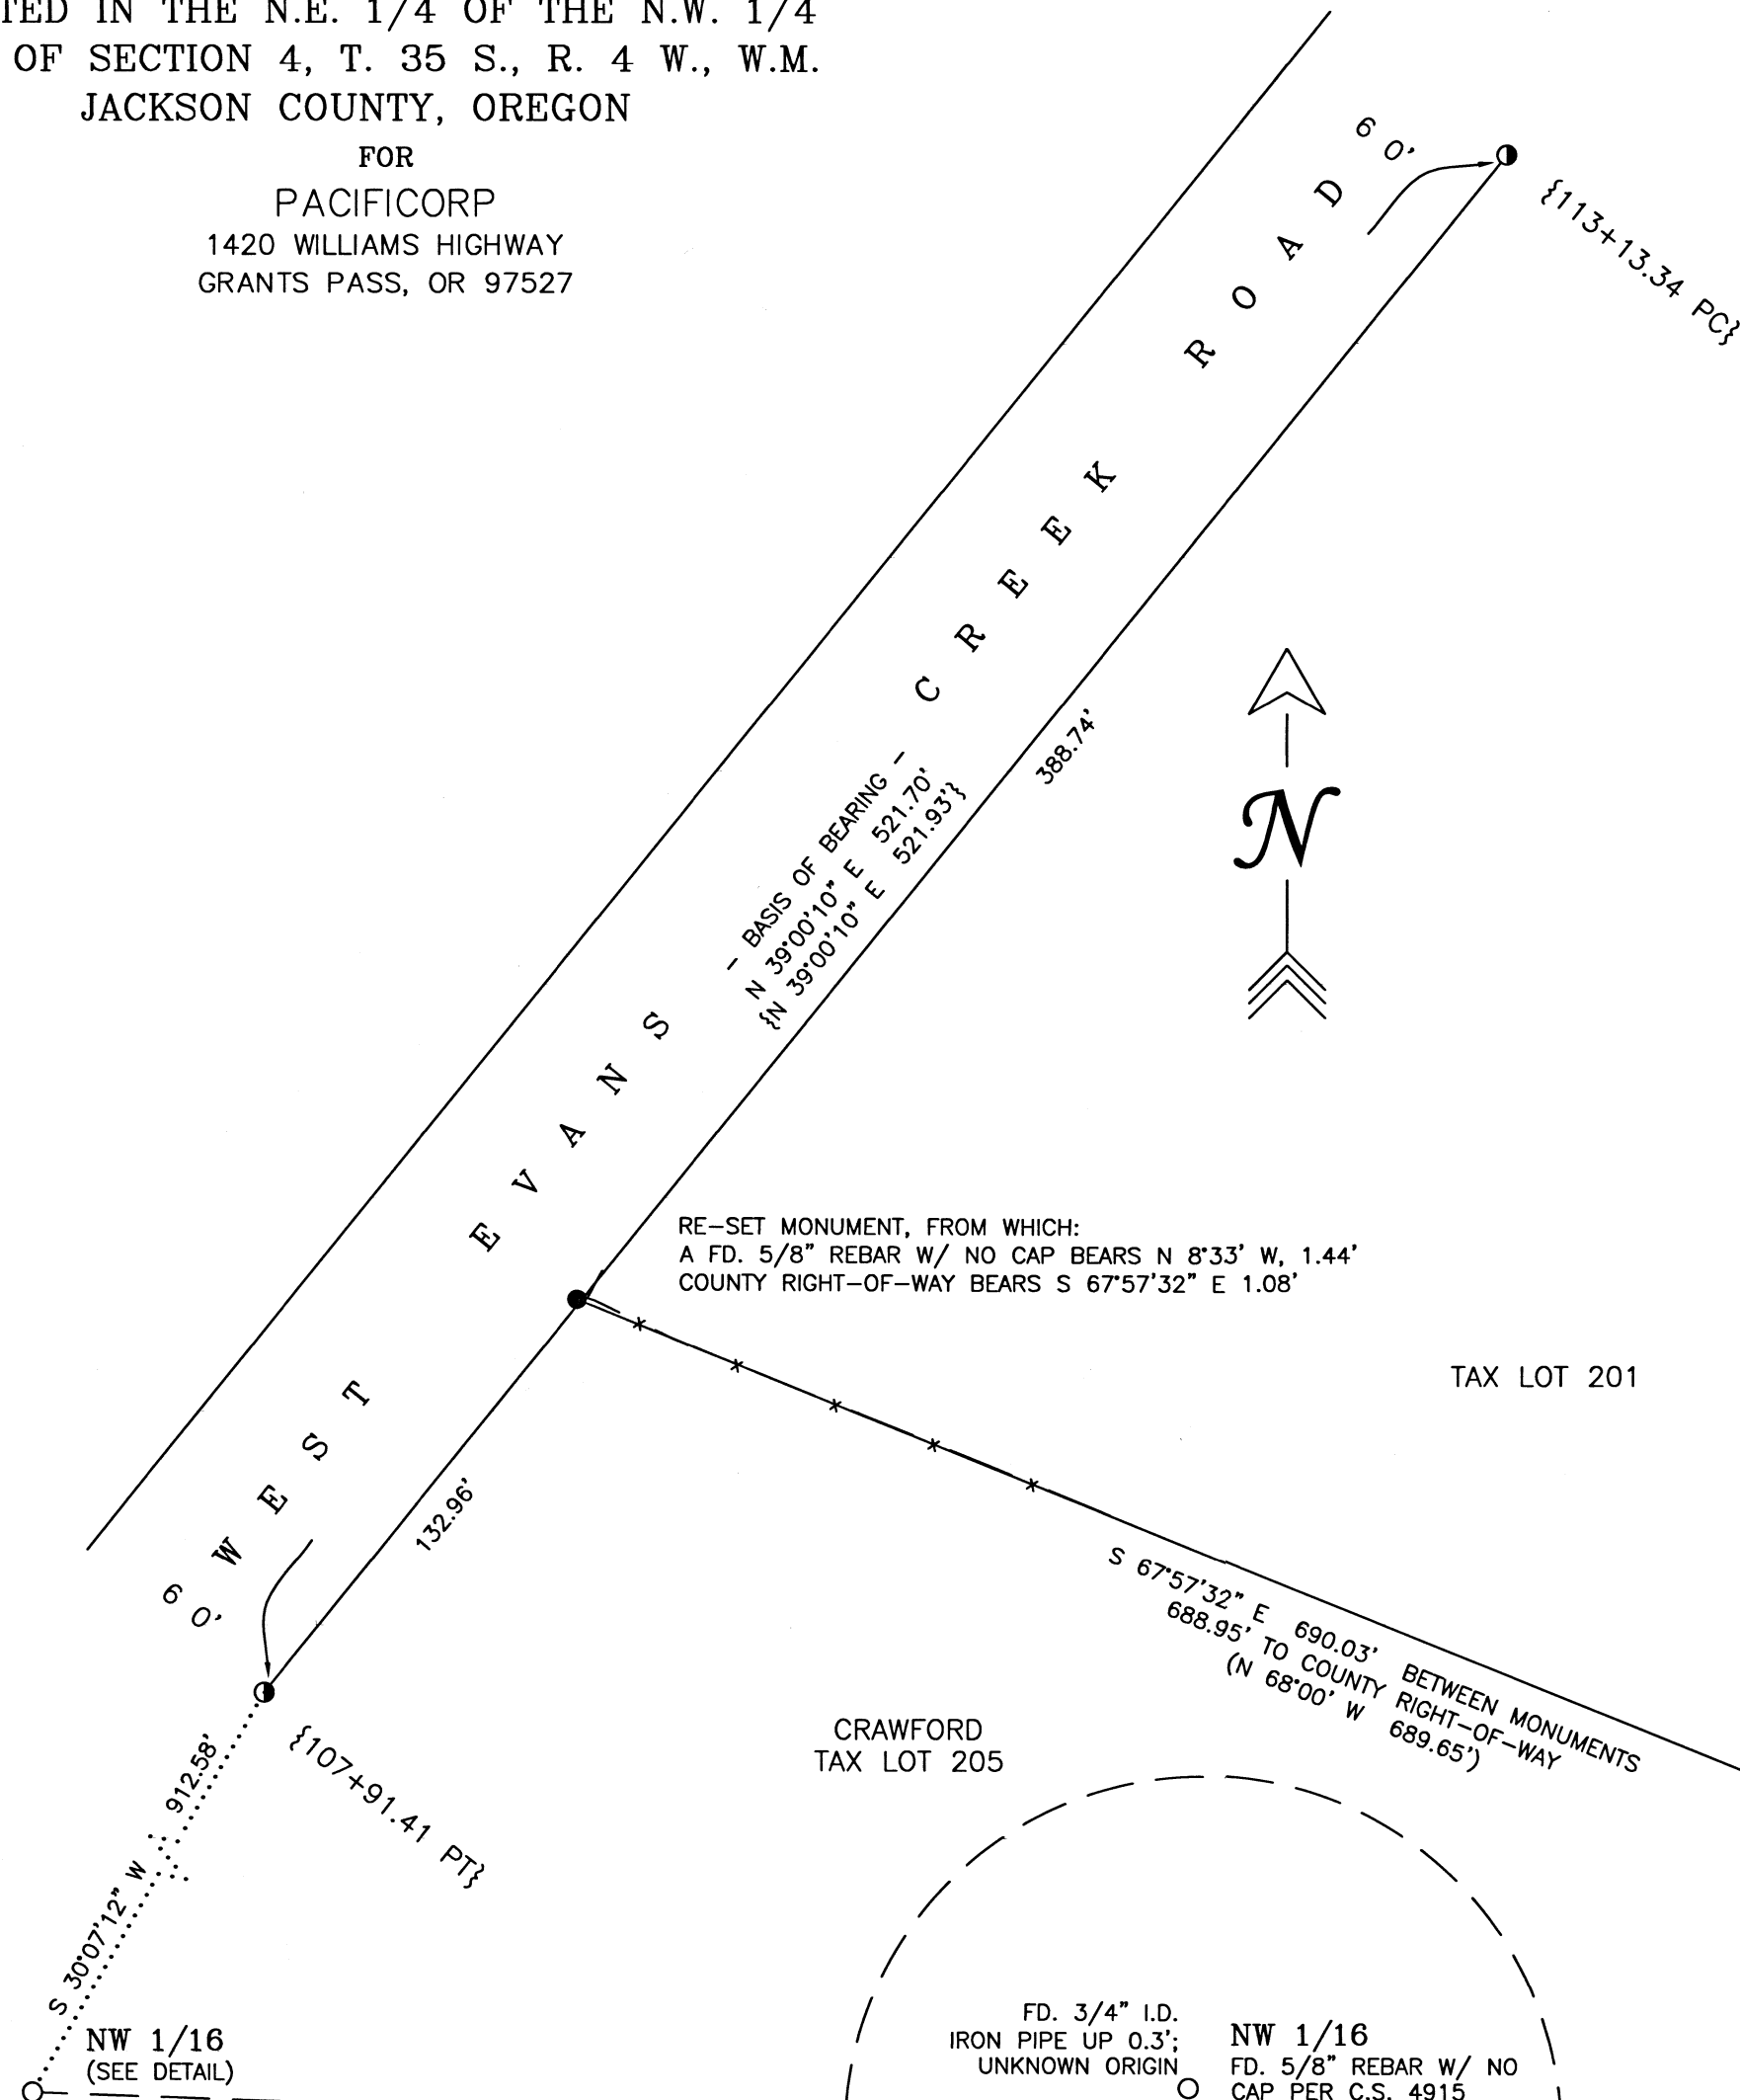 TED IN THE N.E. 1/4 OF THE N.W. 1/4
OF SECTION 4, T. 35 S., R. 4 W., W.M.
JACKSON COUNTY, OREGON
FOR
PACIFICORP
1420 WILLIAMS HIGHWAY
GRANTS PASS, OR 97527
6 0'
{113+13.34 PC}
WEST EVANS CREEK ROAD
388.74'
- BASIS OF BEARING -
N 39°00'10" E 521.70'
{N 39°00'10" E 521.93'}
N
RE-SET MONUMENT, FROM WHICH:
A FD. 5/8" REBAR W/ NO CAP BEARS N 8°33' W, 1.44'
COUNTY RIGHT-OF-WAY BEARS S 67°57'32" E 1.08'
TAX LOT 201
132.96'
6 0'
S 67°57'32" E 690.03' BETWEEN MONUMENTS
688.95' TO COUNTY RIGHT-OF-WAY
(N 68°00' W 689.65')
CRAWFORD
TAX LOT 205
{107+91.41 PT}
S 30°07'12" W 912.58'
NW 1/16
(SEE DETAIL)
FD. 3/4" I.D.
IRON PIPE UP 0.3';
UNKNOWN ORIGIN
NW 1/16
FD. 5/8" REBAR W/ NO
CAP PER C.S. 4915